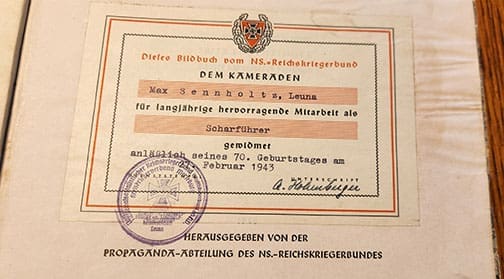 Dieses Bildbuch vom NS.-Reichskriegerbund
DEM KAMERADEN
Max Sennholtz, Leuna
für langjährige hervorragende Mitarbeit als
Scharführer
gewidmet
anläßlich seines 70. Geburtstages am
Februar 1943
UNTERSCHRIFT
Leuna
HERAUSGEGEBEN VON DER
PROPAGANDA-ABTEILUNG DES NS.-REICHSKRIEGERBUNDES